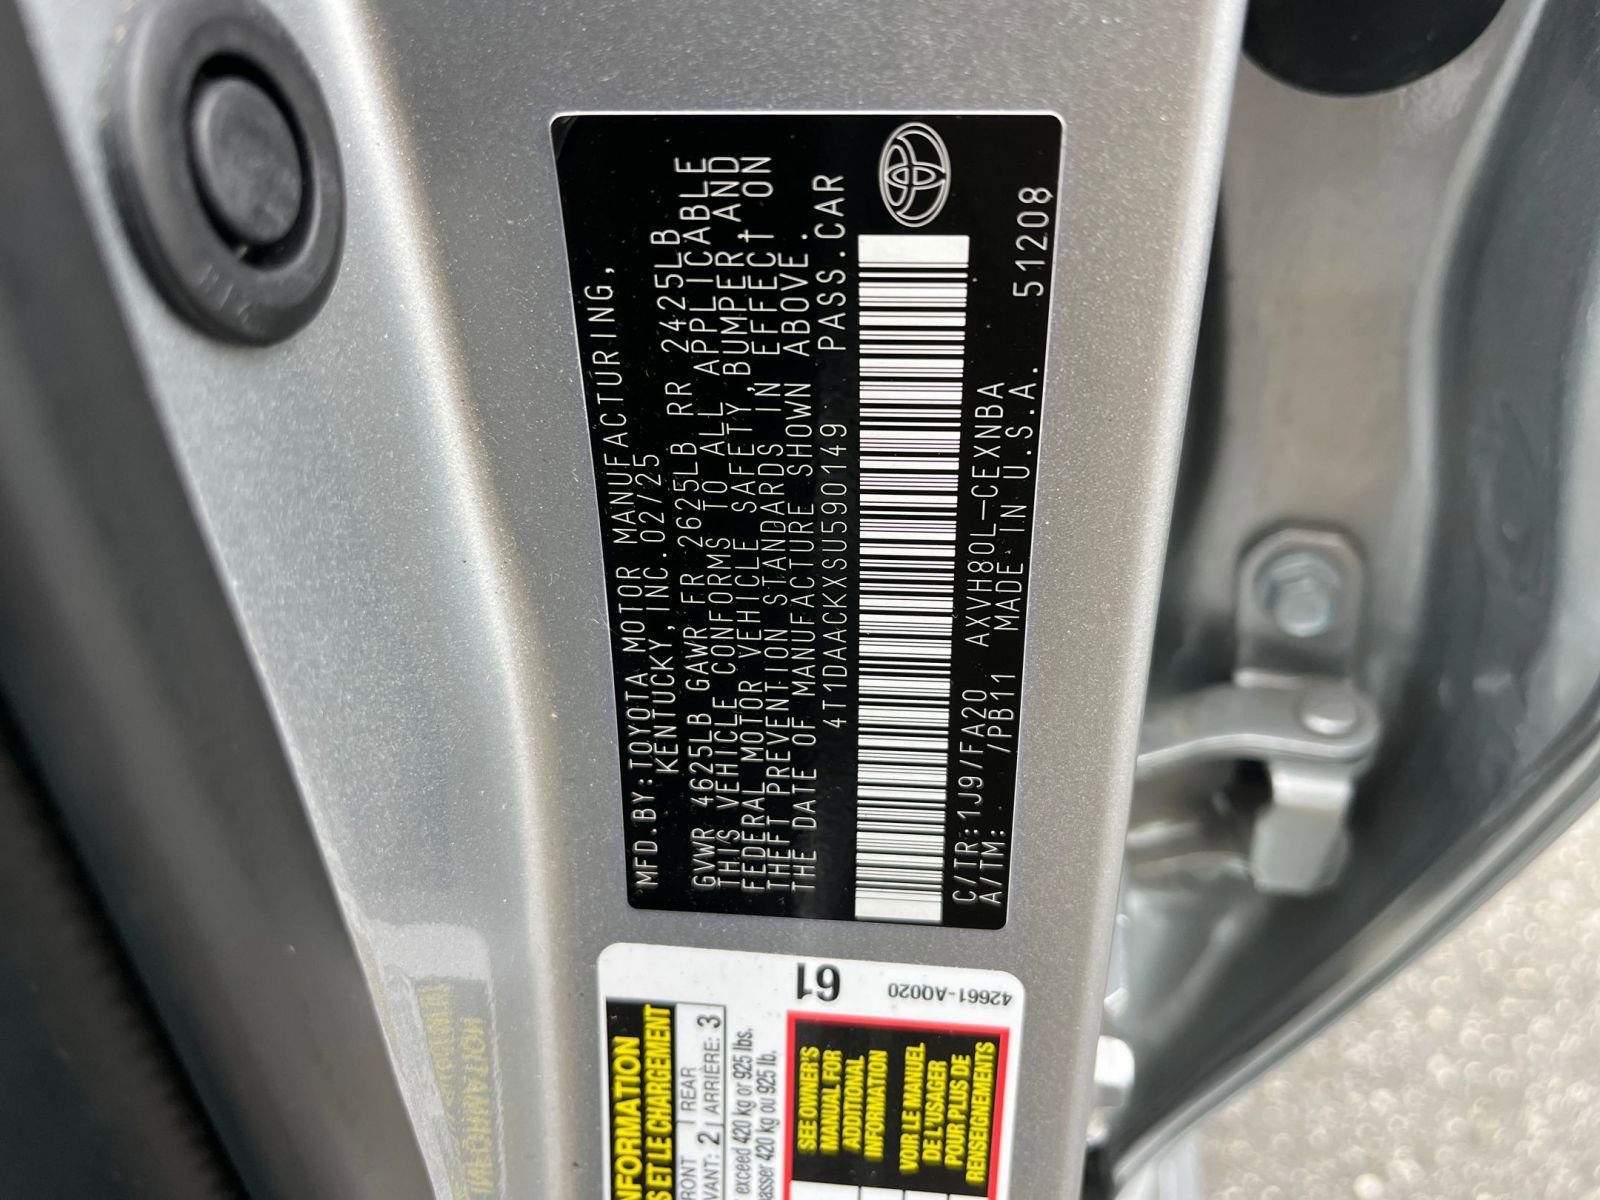 MFD.BY:TOYOTA MOTOR MANUFACTURING,
KENTUCKY, INC.02/25
GVWR 4625LB GAWR FR 2625LB RR 2425LB
THIS VEHICLE CONFORMS TO ALL APPLICABLE
FEDERAL MOTOR VEHICLE SAFETY,BUMPER AND
THEFT PREVENTION STANDARDS IN EFFECT ON
THE DATE OF MANUFACTURE SHOWN ABOVE.
4T1DAACKXSU590149 PASS.CAR
C/TR:1J9/FA20 AXVH80L-CEXNBA
A/TM: /PB11 MADE IN U.S.A.
51208
61
42661-AQ020
NFORMATION
S ET LE CHARGEMENT
FRONT 2 REAR
AVANT: ARRIÈRE: 3
exceed 420 kg or 925 lbs.
passer 420 kg ou 925 lb.
SEE OWNER'S
MANUAL FOR
ADDITIONAL
INFORMATION
VOIR LE MANUEL
DE L'USAGER
POUR PLUS DE
RENSEIGNEMENTS